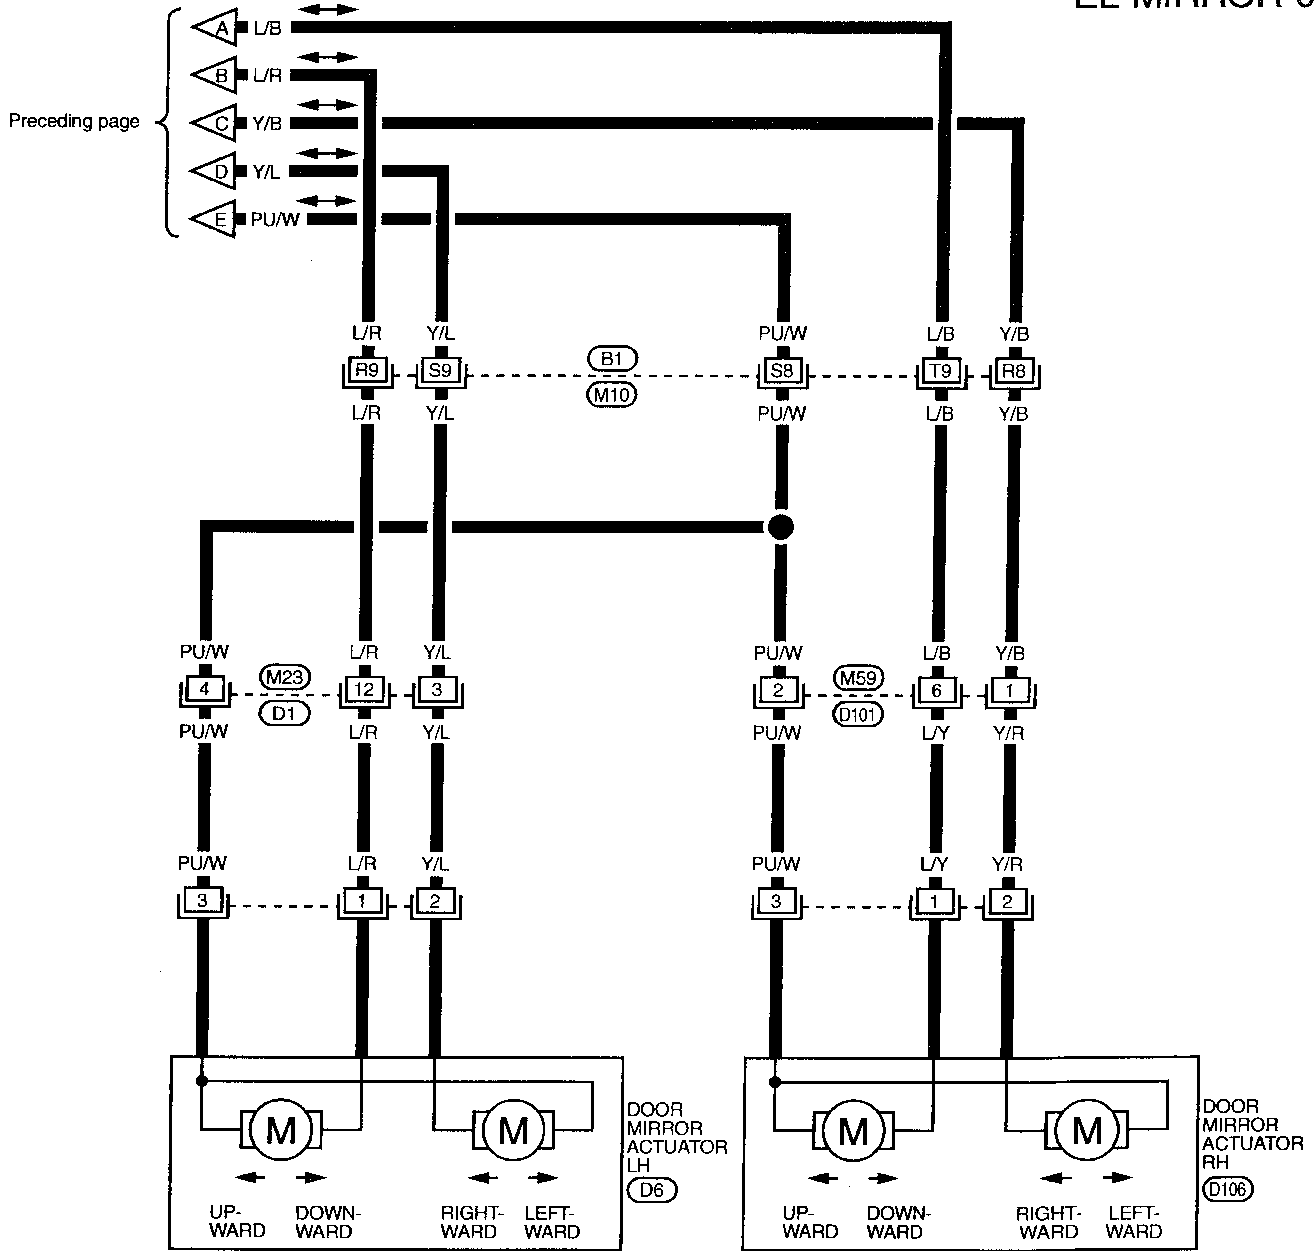 EL-MIRROR-0
A L/B
B L/R
Preceding page C Y/B
D Y/L
E PU/W
L/R Y/L PU/W L/B Y/B
R9 S9 B1 S8 T9 R8
M10
L/R Y/L PU/W L/B Y/B
PU/W L/R Y/L PU/W L/B Y/B
4 M23 12 3 2 M59 6 1
D1 D101
PU/W L/R Y/L PU/W L/Y Y/R
PU/W L/R Y/L PU/W L/Y Y/R
3 1 2 3 1 2
M M M M
DOOR
MIRROR
ACTUATOR
LH
D6
DOOR
MIRROR
ACTUATOR
RH
D106
UP- DOWN- RIGHT- LEFT- UP- DOWN- RIGHT- LEFT-
WARD WARD WARD WARD WARD WARD WARD WARD